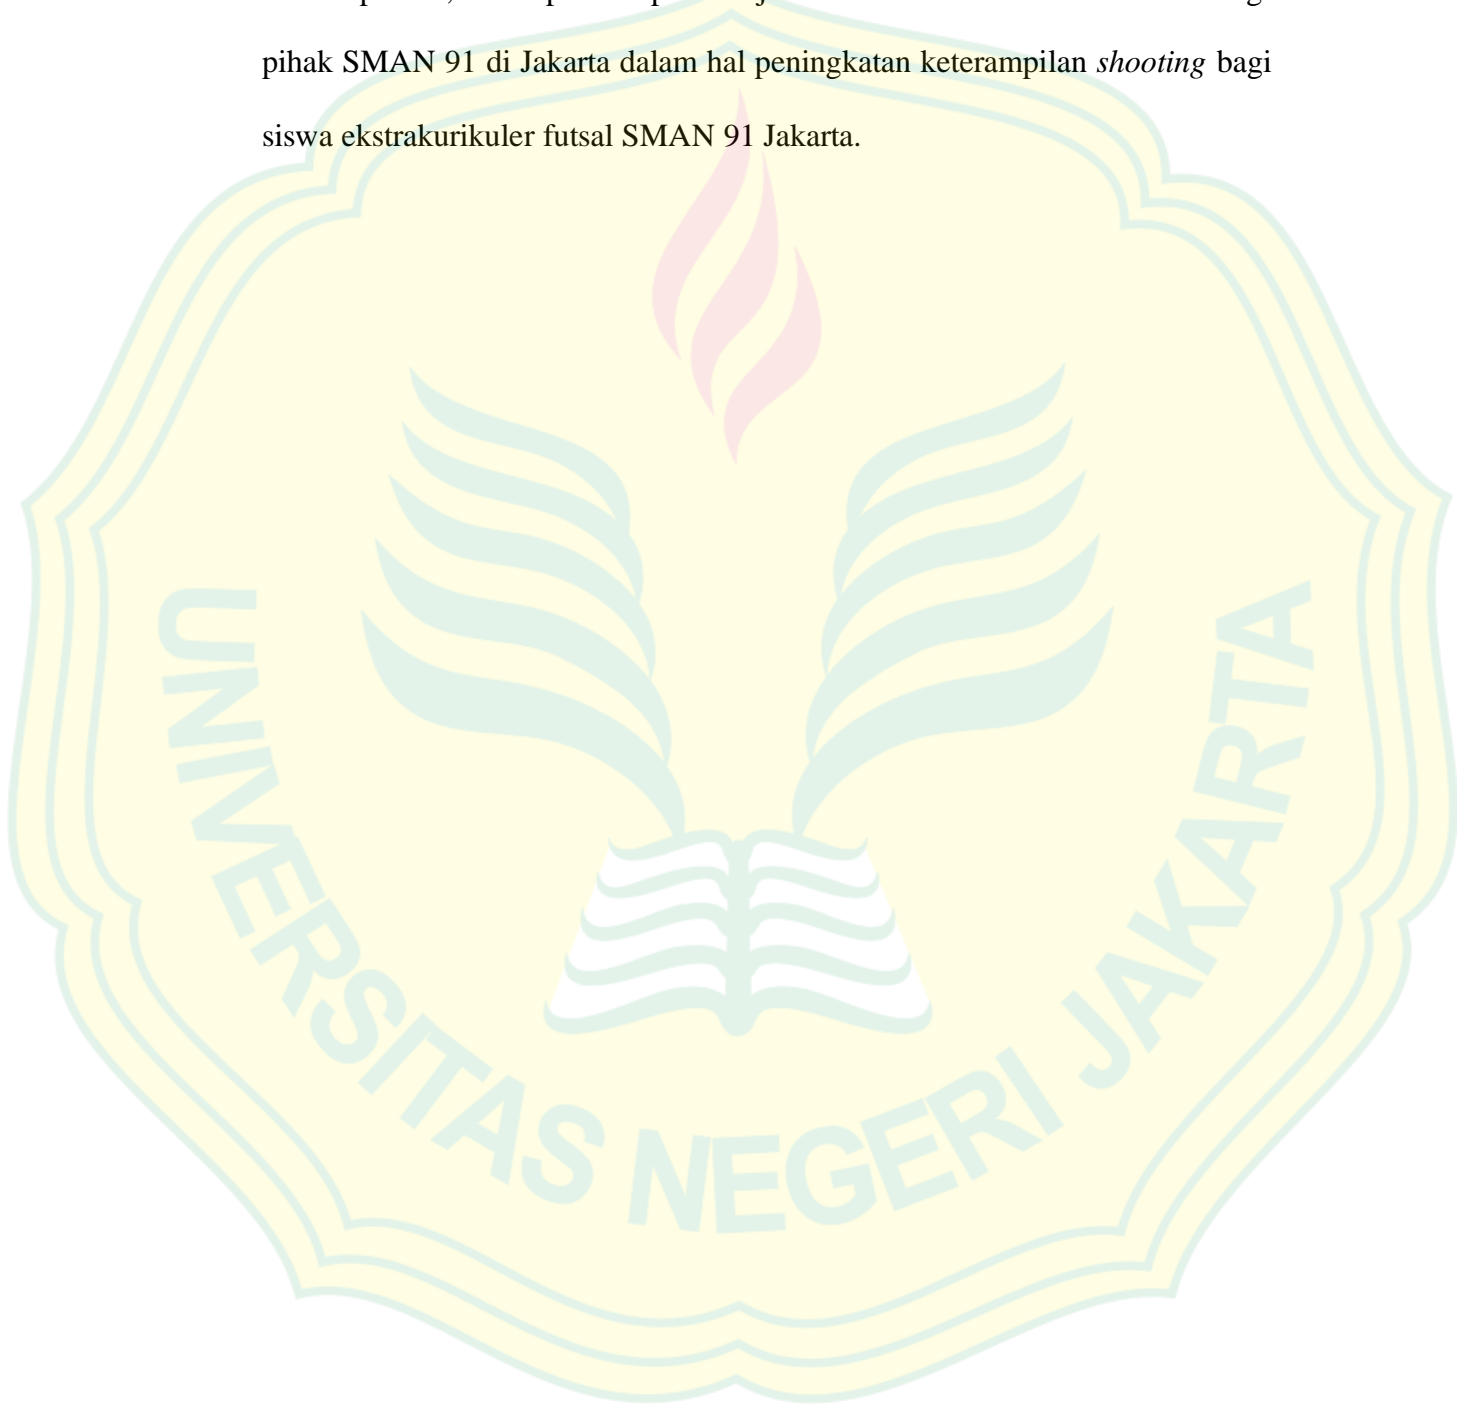 pihak SMAN 91 di Jakarta dalam hal peningkatan keterampilan shooting bagi
siswa ekstrakurikuler futsal SMAN 91 Jakarta.
UNIVERSITAS NEGERI JAKARTA